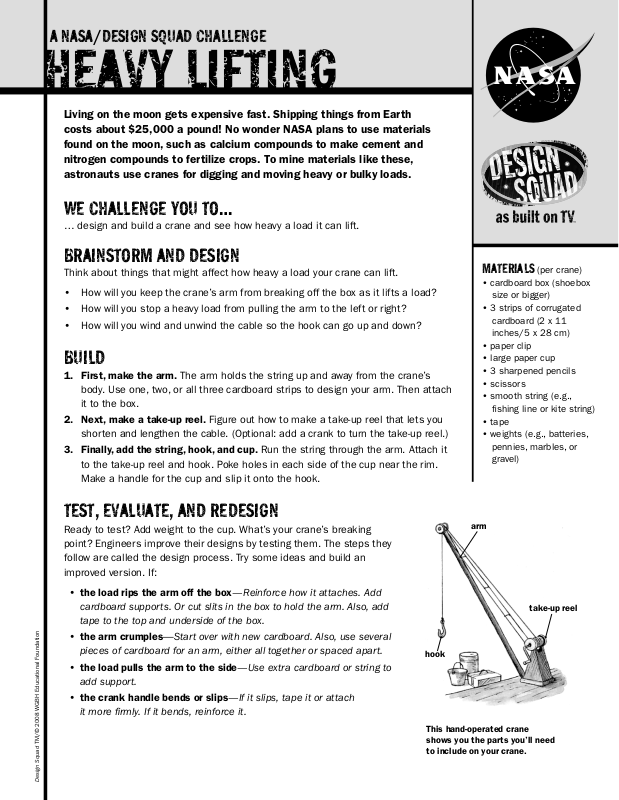 A NASA/DESIGN SQUAD CHALLENGE
HEAVY LIFTING
NASA
DESIGN
SQUAD
as built on TV.
Living on the moon gets expensive fast. Shipping things from Earth
costs about $25,000 a pound! No wonder NASA plans to use materials
found on the moon, such as calcium compounds to make cement and
nitrogen compounds to fertilize crops. To mine materials like these,
astronauts use cranes for digging and moving heavy or bulky loads.
WE CHALLENGE YOU TO...
... design and build a crane and see how heavy a load it can lift.
BRAINSTORM AND DESIGN
Think about things that might affect how heavy a load your crane can lift.
• How will you keep the crane's arm from breaking off the box as it lifts a load?
• How will you stop a heavy load from pulling the arm to the left or right?
• How will you wind and unwind the cable so the hook can go up and down?
BUILD
1. First, make the arm. The arm holds the string up and away from the crane's
body. Use one, two, or all three cardboard strips to design your arm. Then attach
it to the box.
2. Next, make a take-up reel. Figure out how to make a take-up reel that lets you
shorten and lengthen the cable. (Optional: add a crank to turn the take-up reel.)
3. Finally, add the string, hook, and cup. Run the string through the arm. Attach it
to the take-up reel and hook. Poke holes in each side of the cup near the rim.
Make a handle for the cup and slip it onto the hook.
TEST, EVALUATE, AND REDESIGN
Ready to test? Add weight to the cup. What's your crane's breaking
point? Engineers improve their designs by testing them. The steps they
follow are called the design process. Try some ideas and build an
improved version. If:
• the load rips the arm off the box—Reinforce how it attaches. Add
cardboard supports. Or cut slits in the box to hold the arm. Also, add
tape to the top and underside of the box.
• the arm crumples—Start over with new cardboard. Also, use several
pieces of cardboard for an arm, either all together or spaced apart.
• the load pulls the arm to the side—Use extra cardboard or string to
add support.
• the crank handle bends or slips—If it slips, tape it or attach
it more firmly. If it bends, reinforce it.
MATERIALS (per crane)
• cardboard box (shoebox
size or bigger)
• 3 strips of corrugated
cardboard (2 x 11
inches/5 x 28 cm)
• paper clip
• large paper cup
• 3 sharpened pencils
• scissors
• smooth string (e.g.,
fishing line or kite string)
• tape
• weights (e.g., batteries,
pennies, marbles, or
gravel)
arm
take-up reel
hook
This hand-operated crane
shows you the parts you'll need
to include on your crane.
Design Squad TM/© 2008 WGBH Educational Foundation